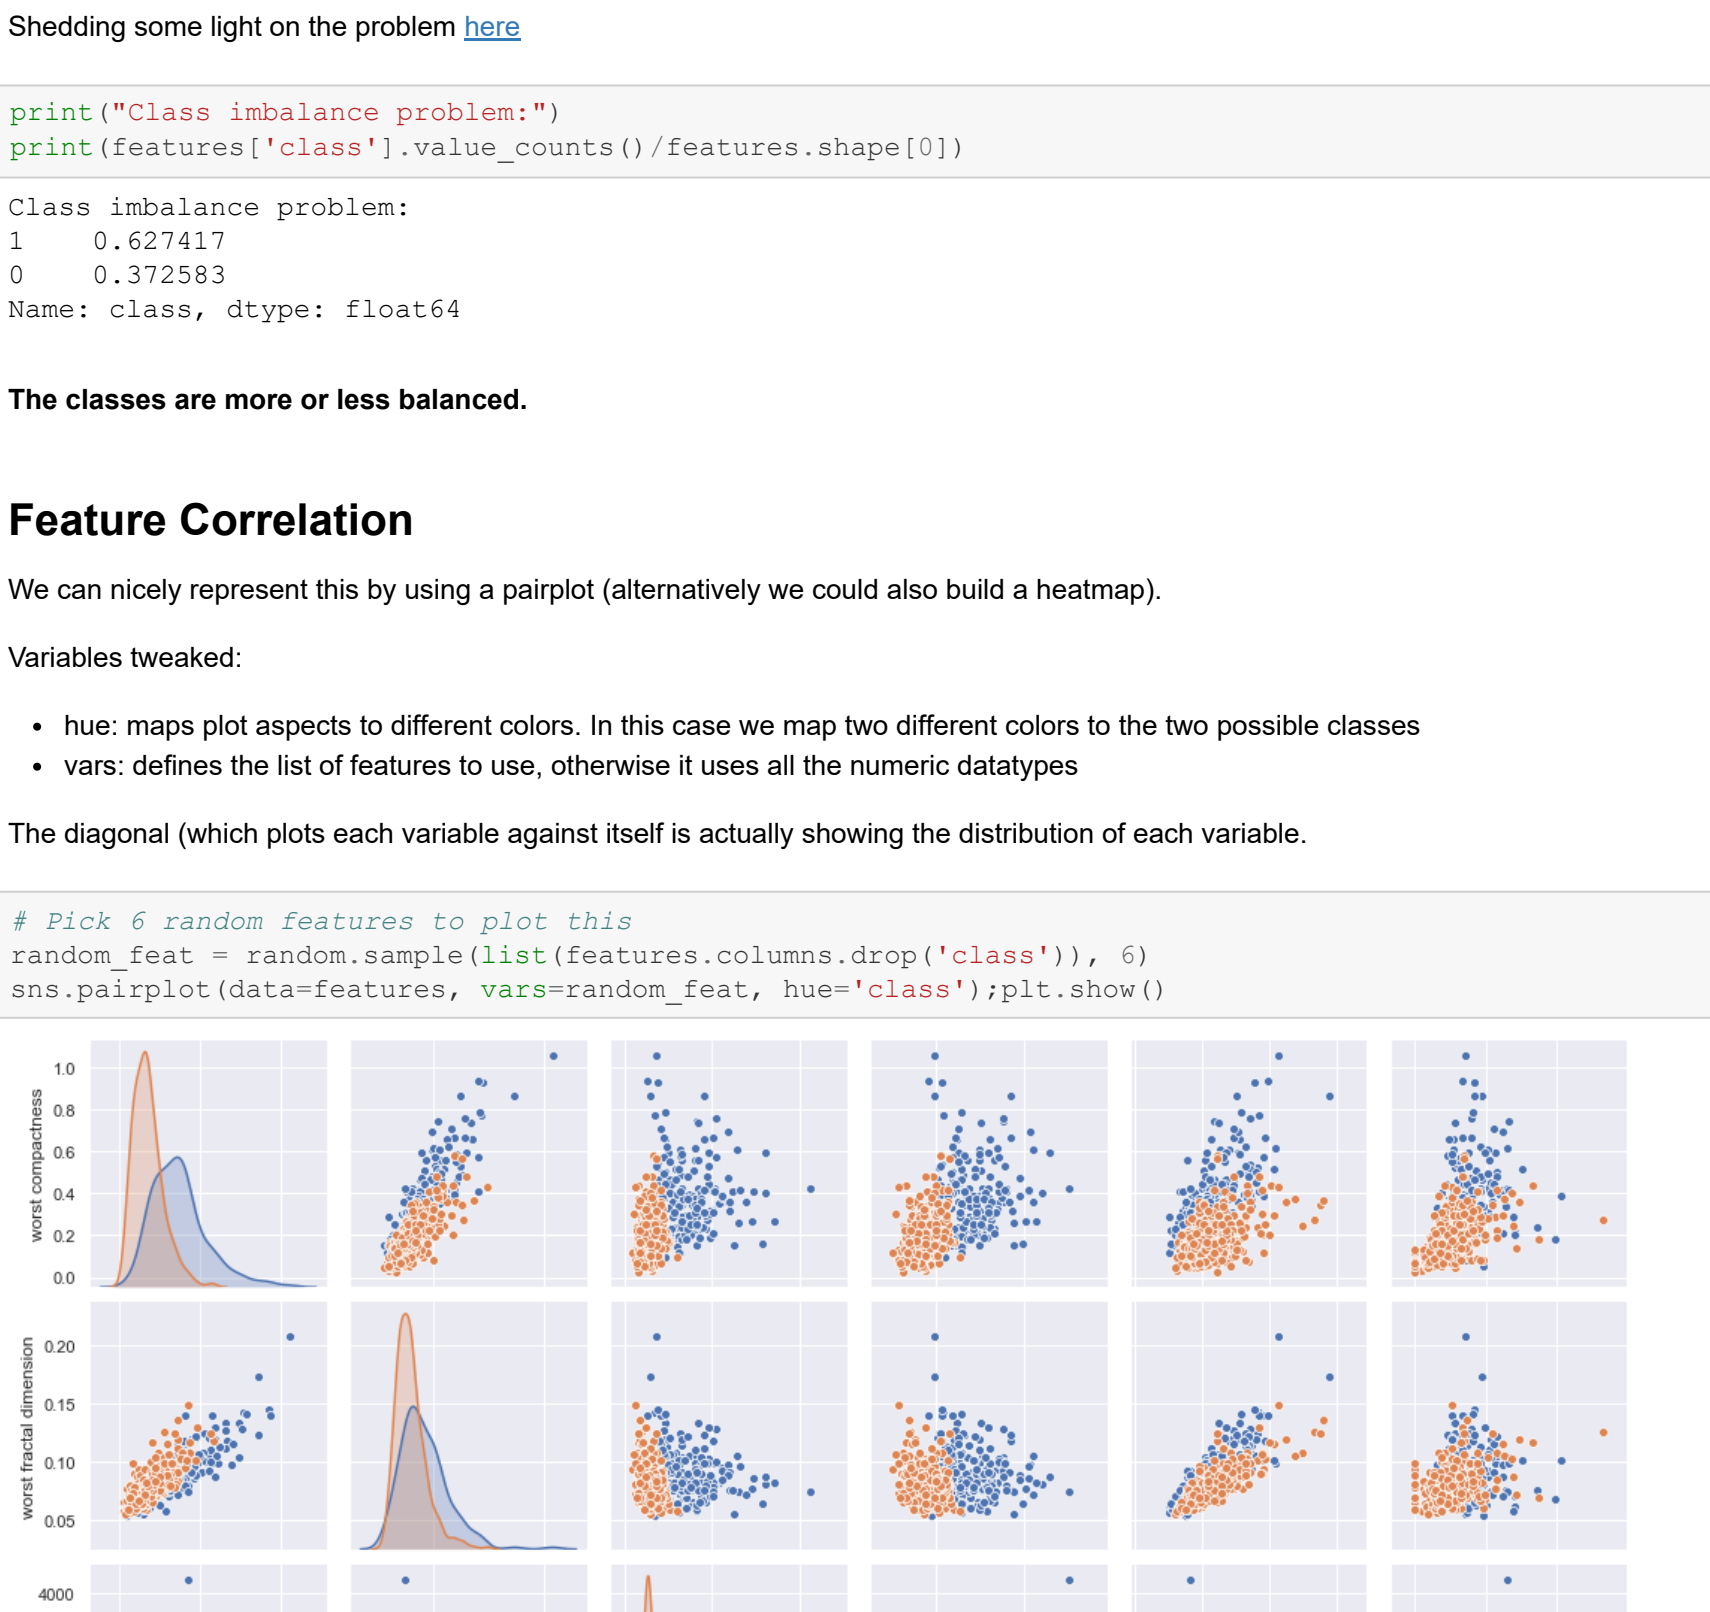 Shedding some light on the problem here
print("Class imbalance problem:")
print(features['class'].value_counts()/features.shape[0])
Class imbalance problem:
1    0.627417
0    0.372583
Name: class, dtype: float64
The classes are more or less balanced.
Feature Correlation
We can nicely represent this by using a pairplot (alternatively we could also build a heatmap).
Variables tweaked:
• hue: maps plot aspects to different colors. In this case we map two different colors to the two possible classes
• vars: defines the list of features to use, otherwise it uses all the numeric datatypes
The diagonal (which plots each variable against itself is actually showing the distribution of each variable.
# Pick 6 random features to plot this
random_feat = random.sample(list(features.columns.drop('class')), 6)
sns.pairplot(data=features, vars=random_feat, hue='class');plt.show()
worst compactness
1.0
0.8
0.6
0.4
0.2
0.0
worst fractal dimension
0.20
0.15
0.10
0.05
4000